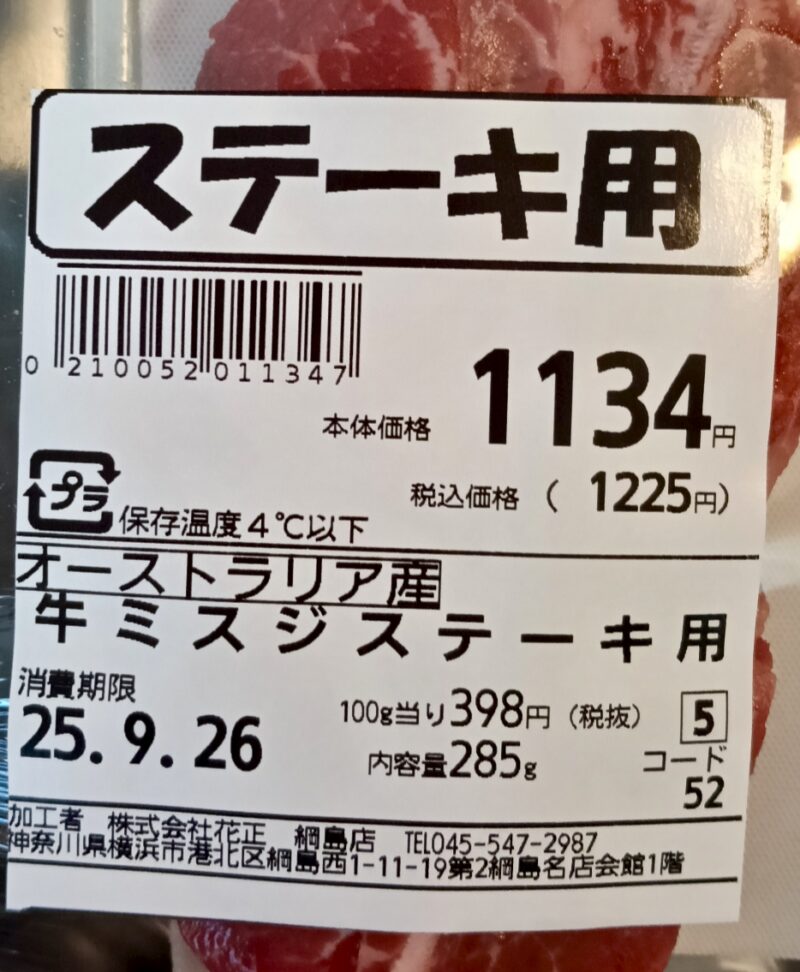 ステーキ用
0 210052 011347
本体価格 1134円
税込価格 ( 1225円)
プラ
保存温度4℃以下
オーストラリア産
牛ミスジステーキ用
消費期限
25.9.26
100g当り398円 (税抜) 5
内容量285g
コード
52
加工者 株式会社花正 綱島店 TEL045-547-2987
神奈川県横浜市港北区綱島西1-11-19第2綱島名店会館1階